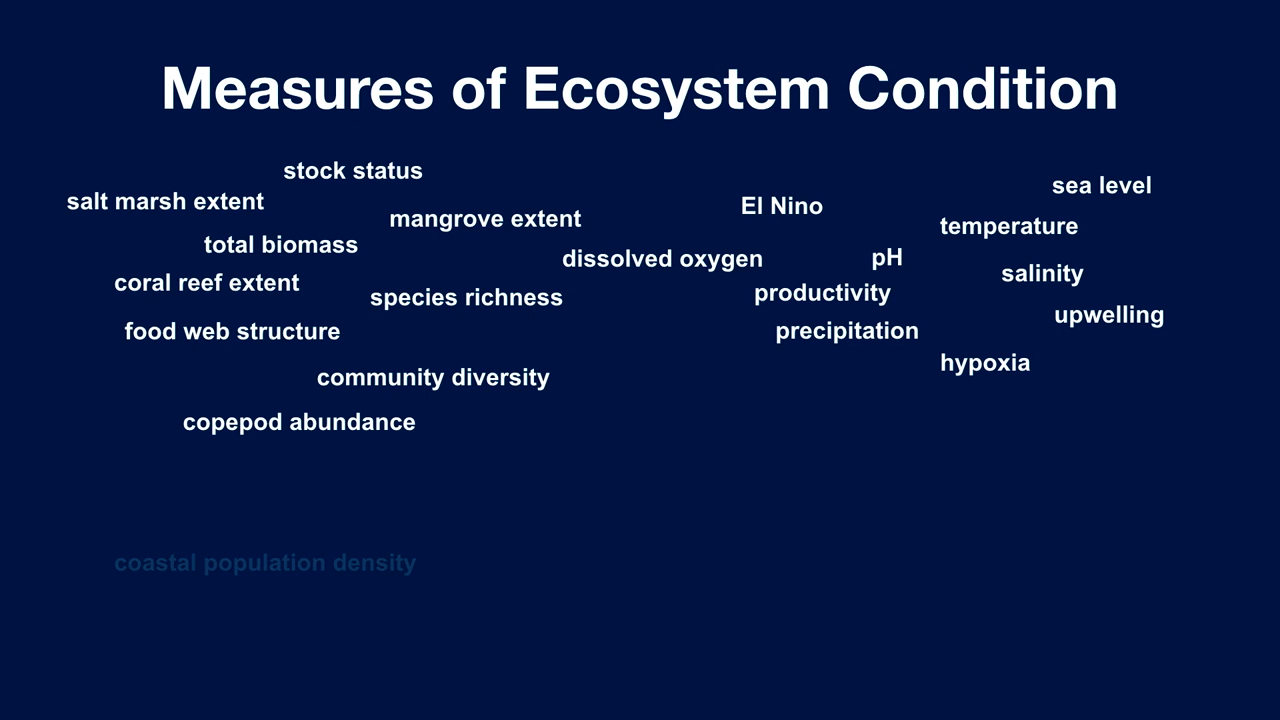 Measures of Ecosystem Condition
stock status
salt marsh extent
mangrove extent
total biomass
coral reef extent
species richness
food web structure
community diversity
copepod abundance
El Nino
sea level
temperature
dissolved oxygen
pH
salinity
productivity
upwelling
precipitation
hypoxia
coastal population density